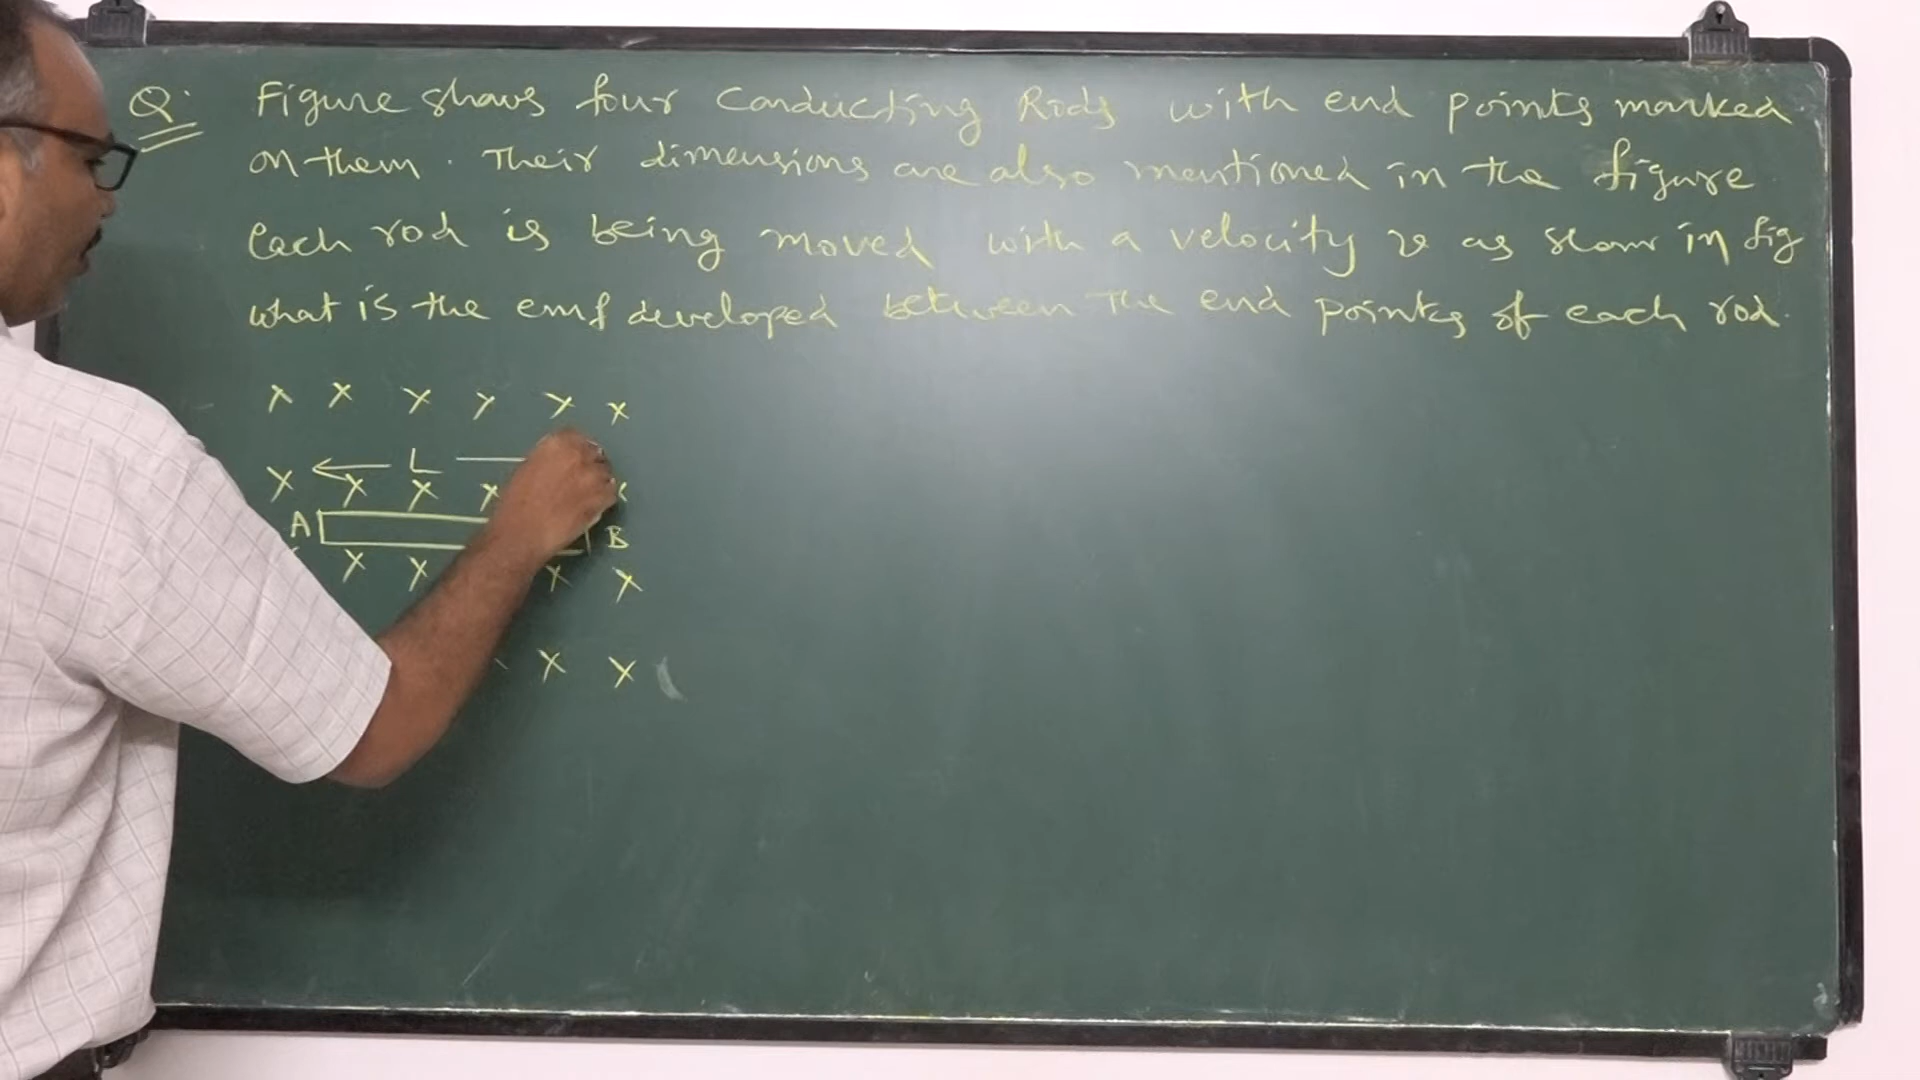 Q. Figure shows four Conducting Rods with end points marked
on them. Their dimensions are also mentioned in the figure
each rod is being moved with a velocity v as shown in fig
what is the emf developed between The end points of each rod.
X X X X X X
X ← L
X X X
A B
X X X X
X X